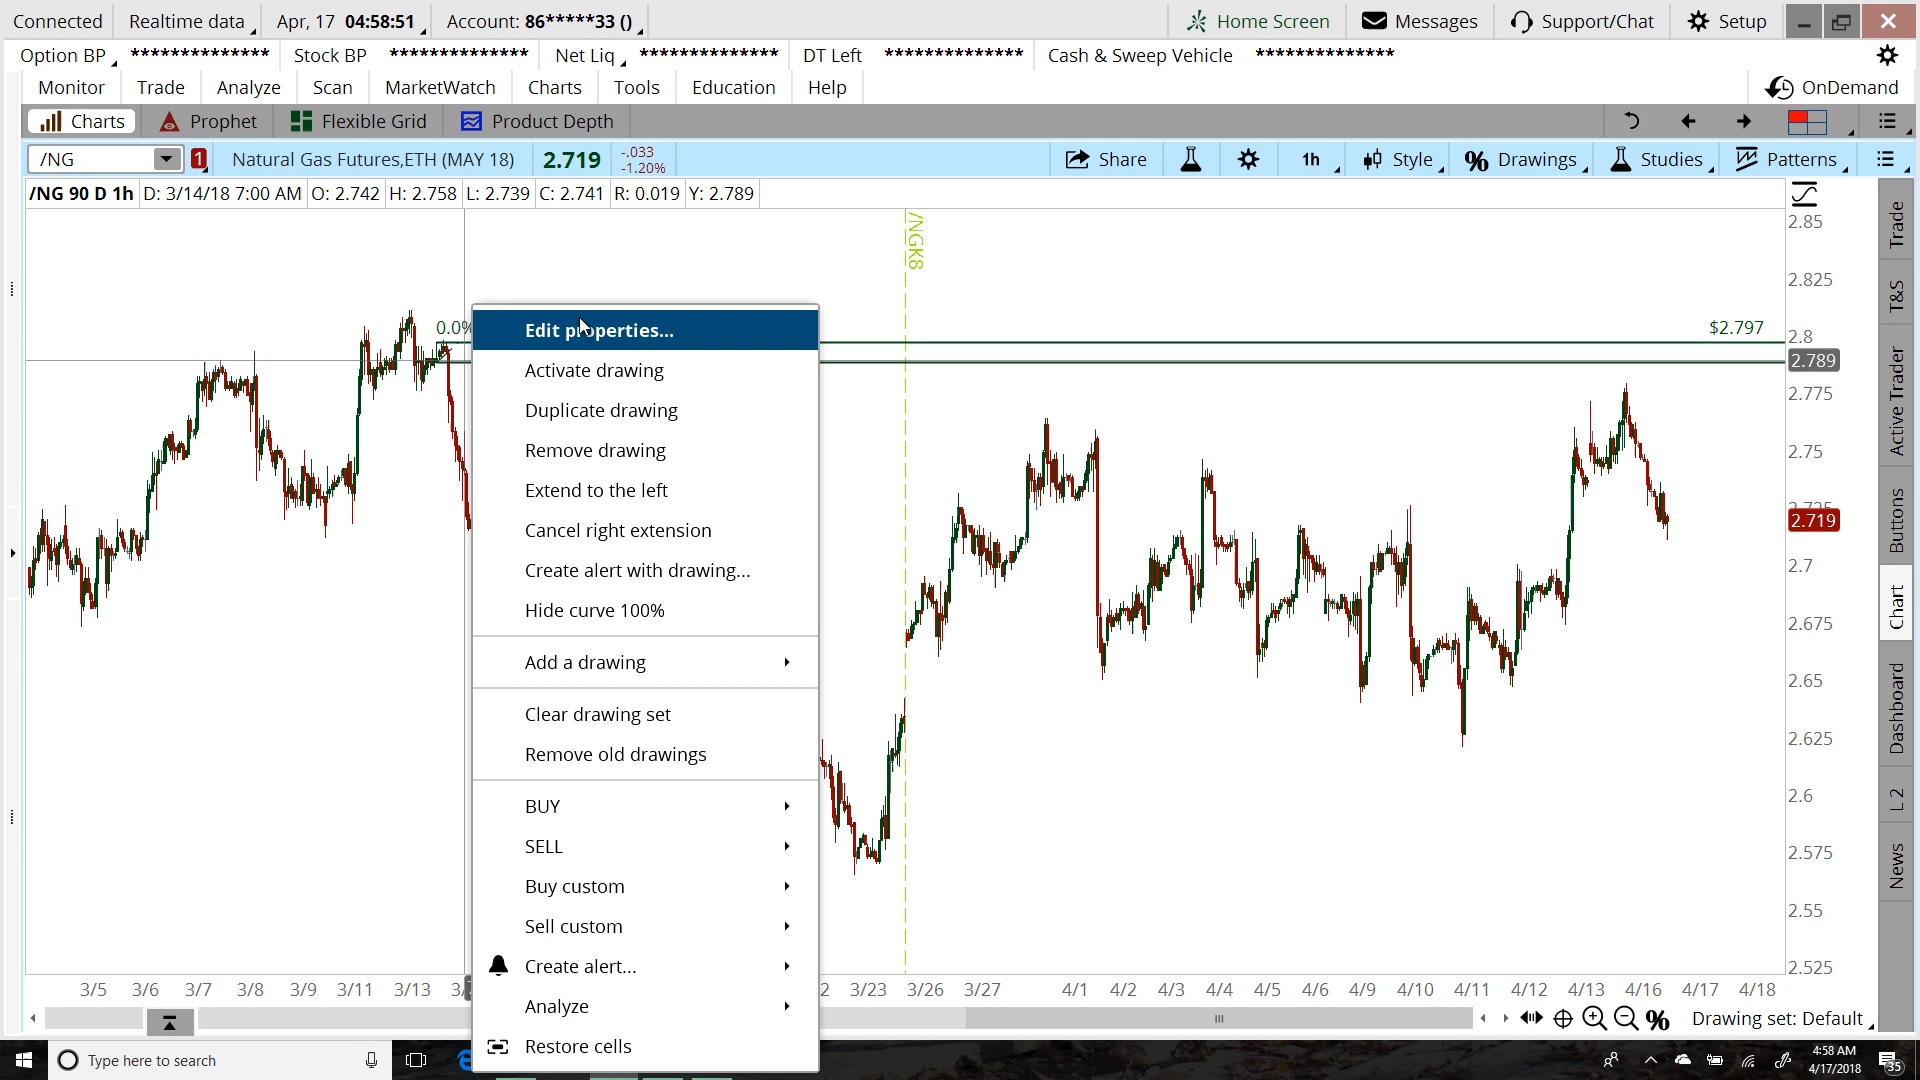 Connected Realtime data Apr, 17 04:58:51 Account: 86*****33 () Home Screen Messages Support/Chat Setup
Option BP ************** Stock BP ************** Net Liq ************** DT Left ************** Cash & Sweep Vehicle **************
Monitor Trade Analyze Scan MarketWatch Charts Tools Education Help OnDemand
Charts Prophet Flexible Grid Product Depth
/NG 1 Natural Gas Futures,ETH (MAY 18) 2.719 -.033 -1.20% Share 1h Style Drawings Studies Patterns
/NG 90 D 1h D: 3/14/18 7:00 AM O: 2.742 H: 2.758 L: 2.739 C: 2.741 R: 0.019 Y: 2.789
/NGK8
0.0%
$2.797
2.85
2.825
2.8
2.789
2.775
2.75
2.719
2.7
2.675
2.65
2.625
2.6
2.575
2.55
2.525
Edit properties...
Activate drawing
Duplicate drawing
Remove drawing
Extend to the left
Cancel right extension
Create alert with drawing...
Hide curve 100%
Add a drawing
Clear drawing set
Remove old drawings
BUY
SELL
Buy custom
Sell custom
Create alert...
Analyze
Restore cells
Trade
T&S
Active Trader
Buttons
Chart
Dashboard
L 2
News
3/5 3/6 3/7 3/8 3/9 3/11 3/13 3/23 3/26 3/27 4/1 4/2 4/3 4/4 4/5 4/6 4/9 4/10 4/11 4/12 4/13 4/16 4/17 4/18
Drawing set: Default
Type here to search
4:58 AM
4/17/2018
35